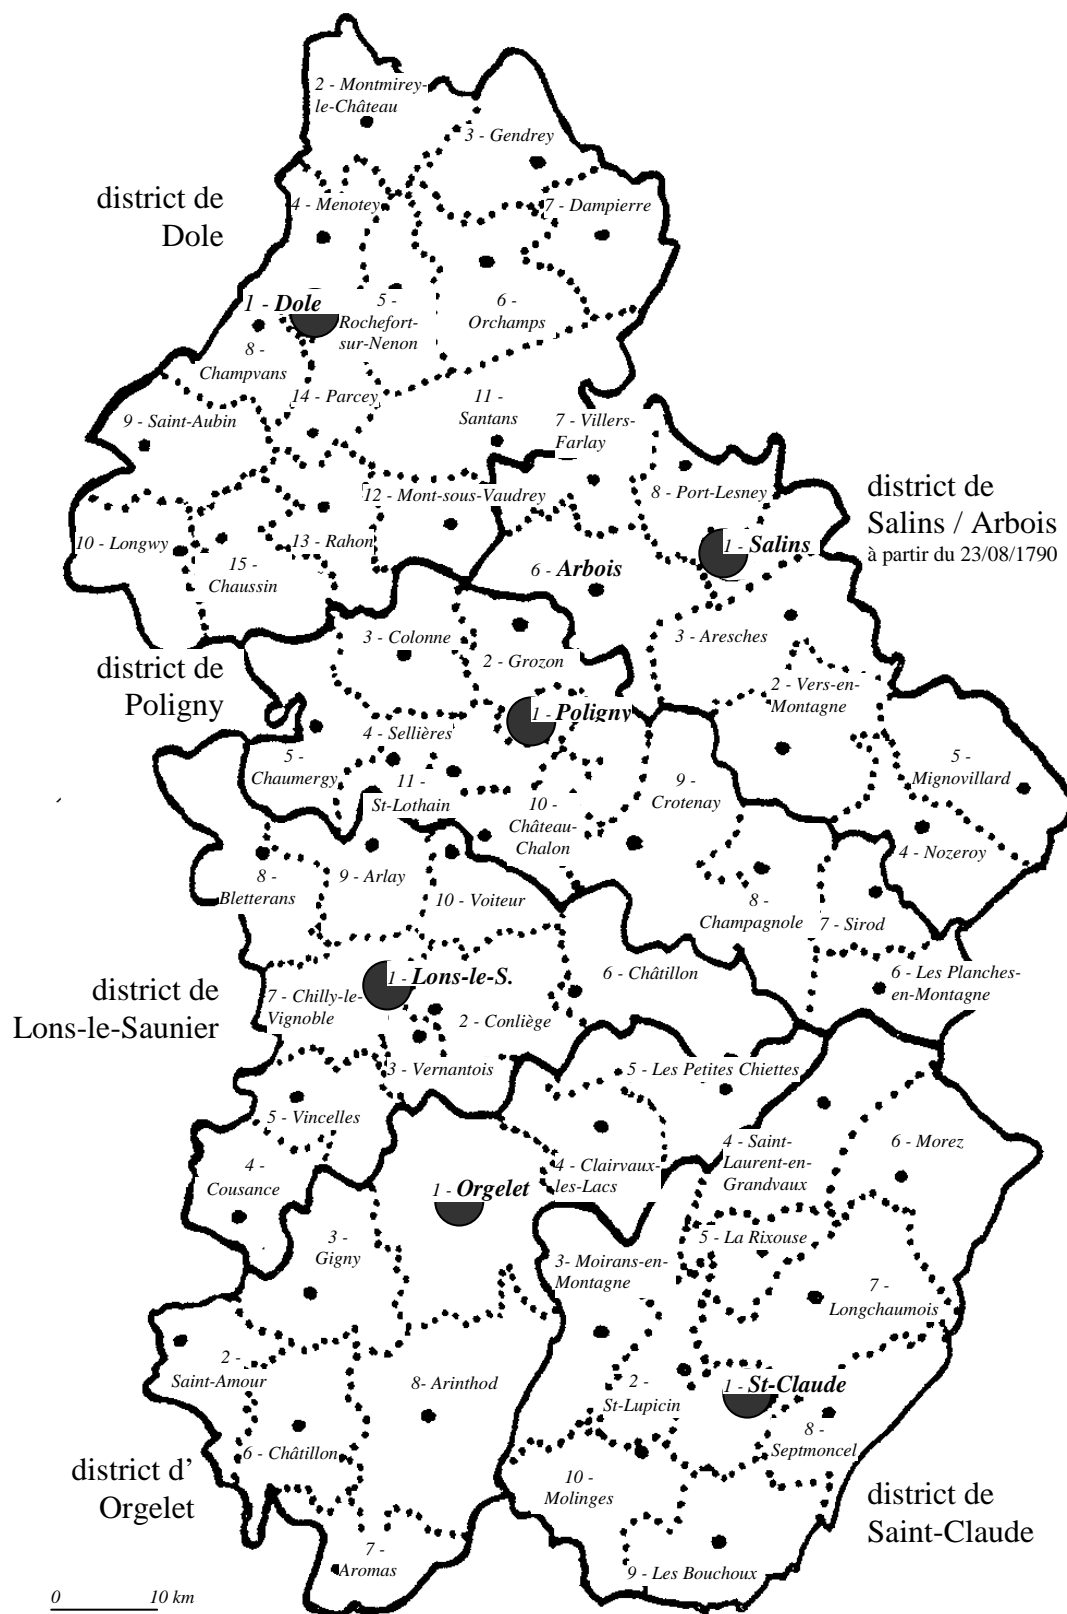 2 - Montmirey-
le-Château
3 - Gendrey
district de
Dole
4 - Menotey
7 - Dampierre
1 - Dole
5 -
Rochefort-
sur-Nenon
6 -
Orchamps
8 -
Champvans
14 - Parcey
11 -
Santans
9 - Saint-Aubin
7 - Villers-
Farlay
12 - Mont-sous-Vaudrey
8 - Port-Lesney
district de
Salins / Arbois
à partir du 23/08/1790
10 - Longwy
13 - Rahon
15 -
Chaussin
1 - Salins
6 - Arbois
3 - Colonne
3 - Aresches
2 - Grozon
district de
Poligny
2 - Vers-en-
Montagne
1 - Poligny
4 - Sellières
5 -
Chaumergy
11 -
St-Lothain
9 -
Crotenay
5 -
Mignovillard
10 -
Château-
Chalon
4 - Nozeroy
8 -
Bletterans
9 - Arlay
10 - Voiteur
8 -
Champagnole
7 - Sirod
district de
Lons-le-Saunier
1 - Lons-le-S.
6 - Châtillon
6 - Les Planches-
en-Montagne
7 - Chilly-le-
Vignoble
2 - Conliège
3 - Vernantois
5 - Les Petites Chiettes
5 - Vincelles
4 -
Cousance
4 - Clairvaux-
les-Lacs
4 - Saint-
Laurent-en-
Grandvaux
6 - Morez
1 - Orgelet
3 -
Gigny
5 - La Rixouse
3- Moirans-en-
Montagne
7 -
Longchaumois
2 -
Saint-Amour
8- Arinthod
2 -
St-Lupicin
1 - St-Claude
6 - Châtillon
8 -
Septmoncel
district d’
Orgelet
10 -
Molinges
district de
Saint-Claude
7 -
Aromas
9 - Les Bouchoux
0 10 km